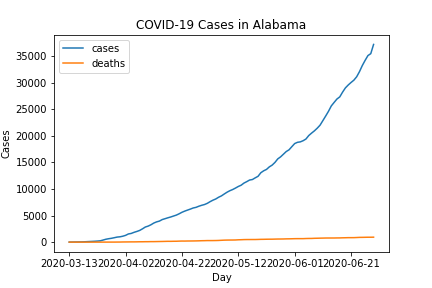 COVID-19 Cases in Alabama
cases
deaths
35000
30000
25000
20000
15000
10000
5000
0
Cases
2020-03-13 2020-04-02 2020-04-22 2020-05-12 2020-06-01 2020-06-21
Day